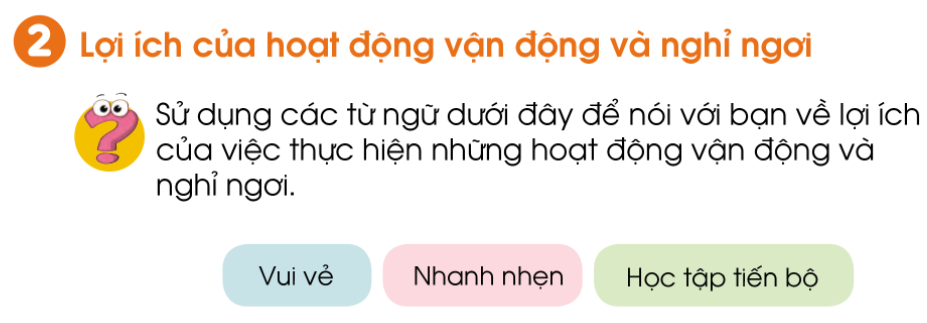 2 Lợi ích của hoạt động vận động và nghỉ ngơi
Sử dụng các từ ngữ dưới đây để nói với bạn về lợi ích
của việc thực hiện những hoạt động vận động và
nghỉ ngơi.
Vui vẻ Nhanh nhẹn Học tập tiến bộ